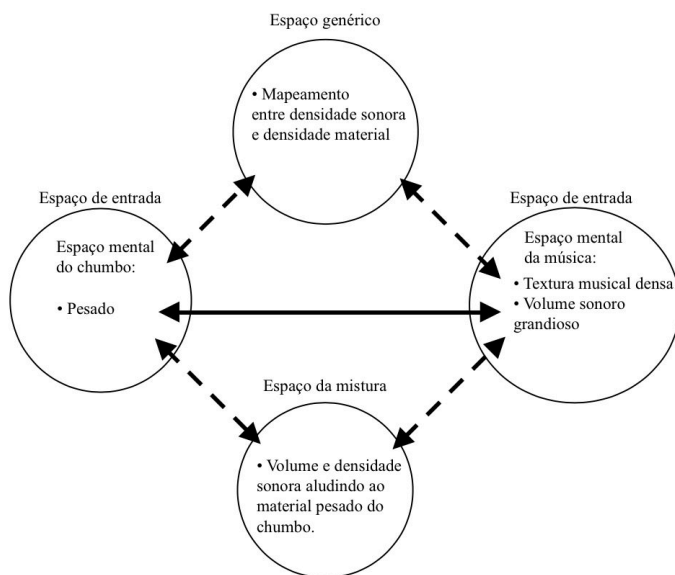 Espaço genérico
• Mapeamento
entre densidade sonora
e densidade material
Espaço de entrada
Espaço mental
do chumbo:
• Pesado
Espaço de entrada
Espaço mental
da música:
• Textura musical densa
• Volume sonoro
grandioso
Espaço da mistura
• Volume e densidade
sonora aludindo ao
material pesado do
chumbo.